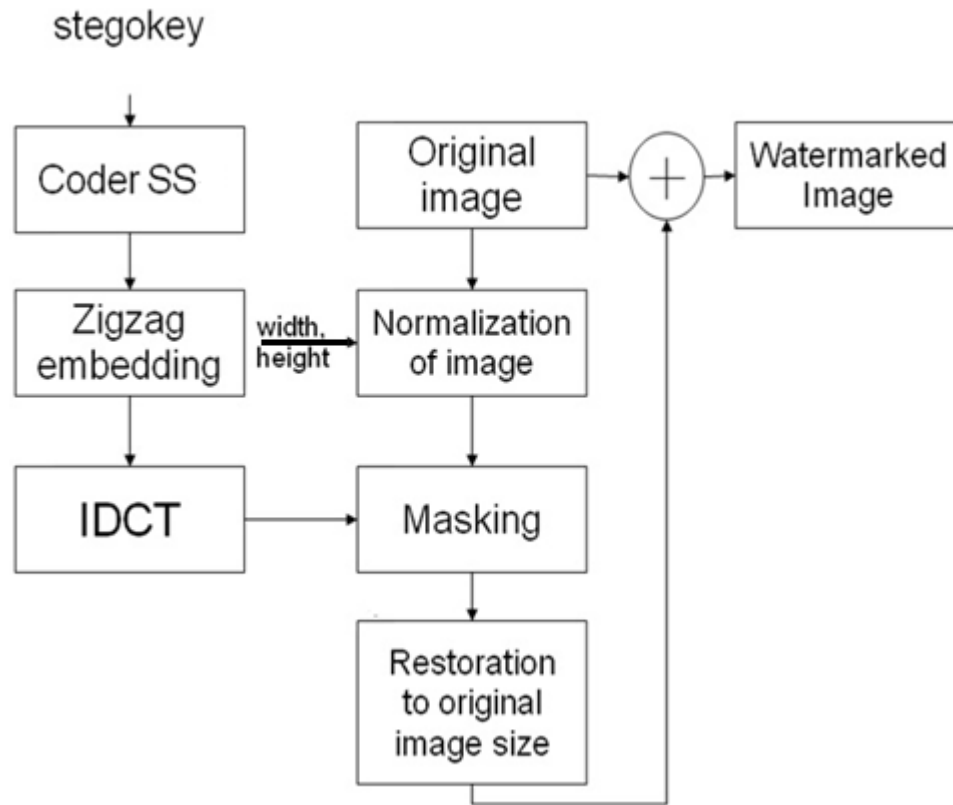 stegokey
Coder SS
Original
image
+
Watermarked
Image
Zigzag
embedding
width,
height
Normalization
of image
IDCT
Masking
Restoration
to original
image size